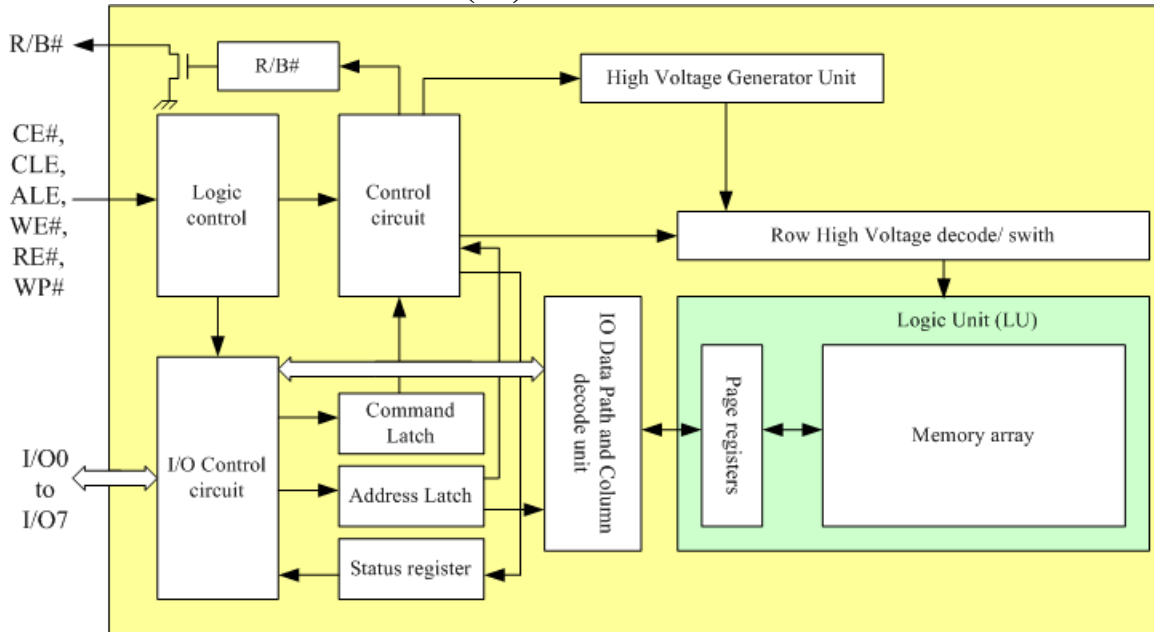 R/B#
R/B#
High Voltage Generator Unit
CE#,
CLE,
ALE,
WE#,
RE#,
WP#
Logic
control
Control
circuit
Row High Voltage decode/ swith
Logic Unit (LU)
IO Data Path and Column
decode unit
Page registers
Memory array
Command
Latch
I/O0
to
I/O7
I/O Control
circuit
Address Latch
Status register